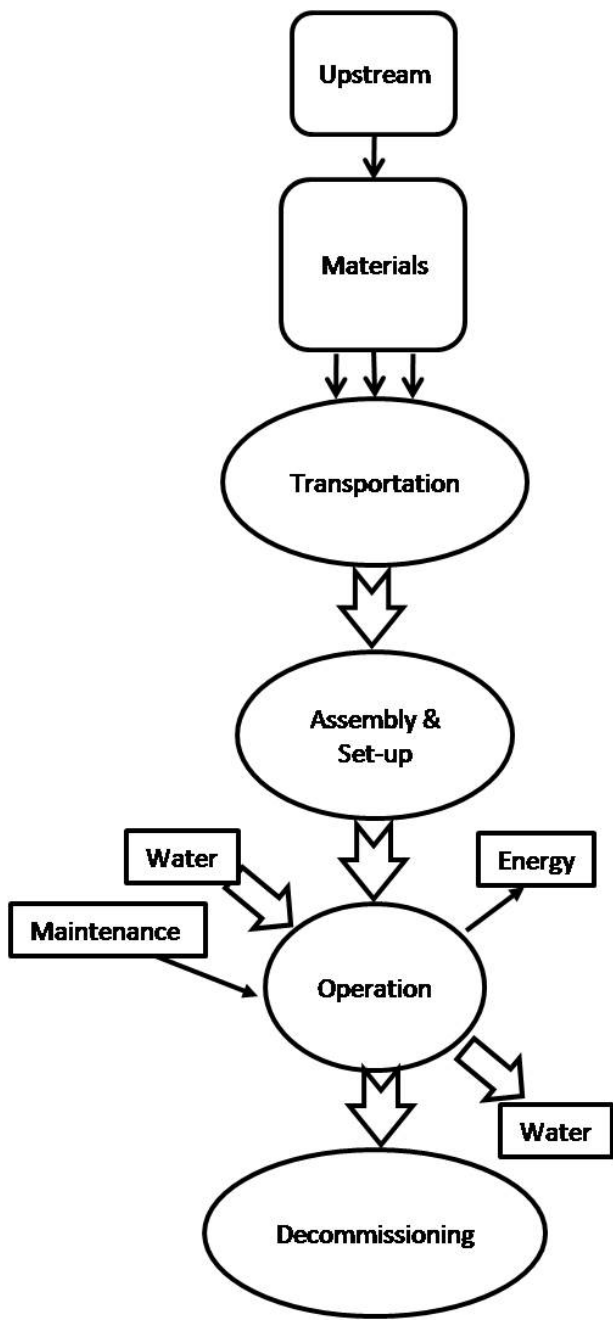 Upstream
Materials
Transportation
Assembly &
Set-up
Water
Energy
Maintenance
Operation
Water
Decommissioning